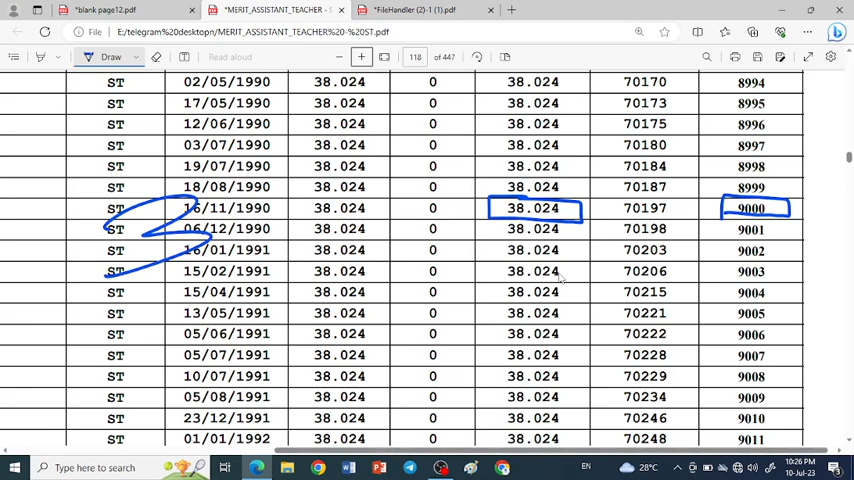 *blank page12.pdf
*MERIT_ASSISTANT_TEACHER - S
*FileHandler (2)-1 (1).pdf
File E:/telegram%20desktopn/MERIT_ASSISTANT_TEACHER%20-%20ST.pdf
Draw
Read aloud
118 of 447
ST 02/05/1990 38.024 0 38.024 70170 8994
ST 17/05/1990 38.024 0 38.024 70173 8995
ST 12/06/1990 38.024 0 38.024 70175 8996
ST 03/07/1990 38.024 0 38.024 70180 8997
ST 19/07/1990 38.024 0 38.024 70184 8998
ST 18/08/1990 38.024 0 38.024 70187 8999
ST 16/11/1990 38.024 0 38.024 70197 9000
ST 06/12/1990 38.024 0 38.024 70198 9001
ST 16/01/1991 38.024 0 38.024 70203 9002
ST 15/02/1991 38.024 0 38.024 70206 9003
ST 15/04/1991 38.024 0 38.024 70215 9004
ST 13/05/1991 38.024 0 38.024 70221 9005
ST 05/06/1991 38.024 0 38.024 70222 9006
ST 05/07/1991 38.024 0 38.024 70228 9007
ST 10/07/1991 38.024 0 38.024 70229 9008
ST 05/08/1991 38.024 0 38.024 70234 9009
ST 23/12/1991 38.024 0 38.024 70246 9010
ST 01/01/1992 38.024 0 38.024 70248 9011
Type here to search
EN
28°C
10:26 PM
10-Jul-23